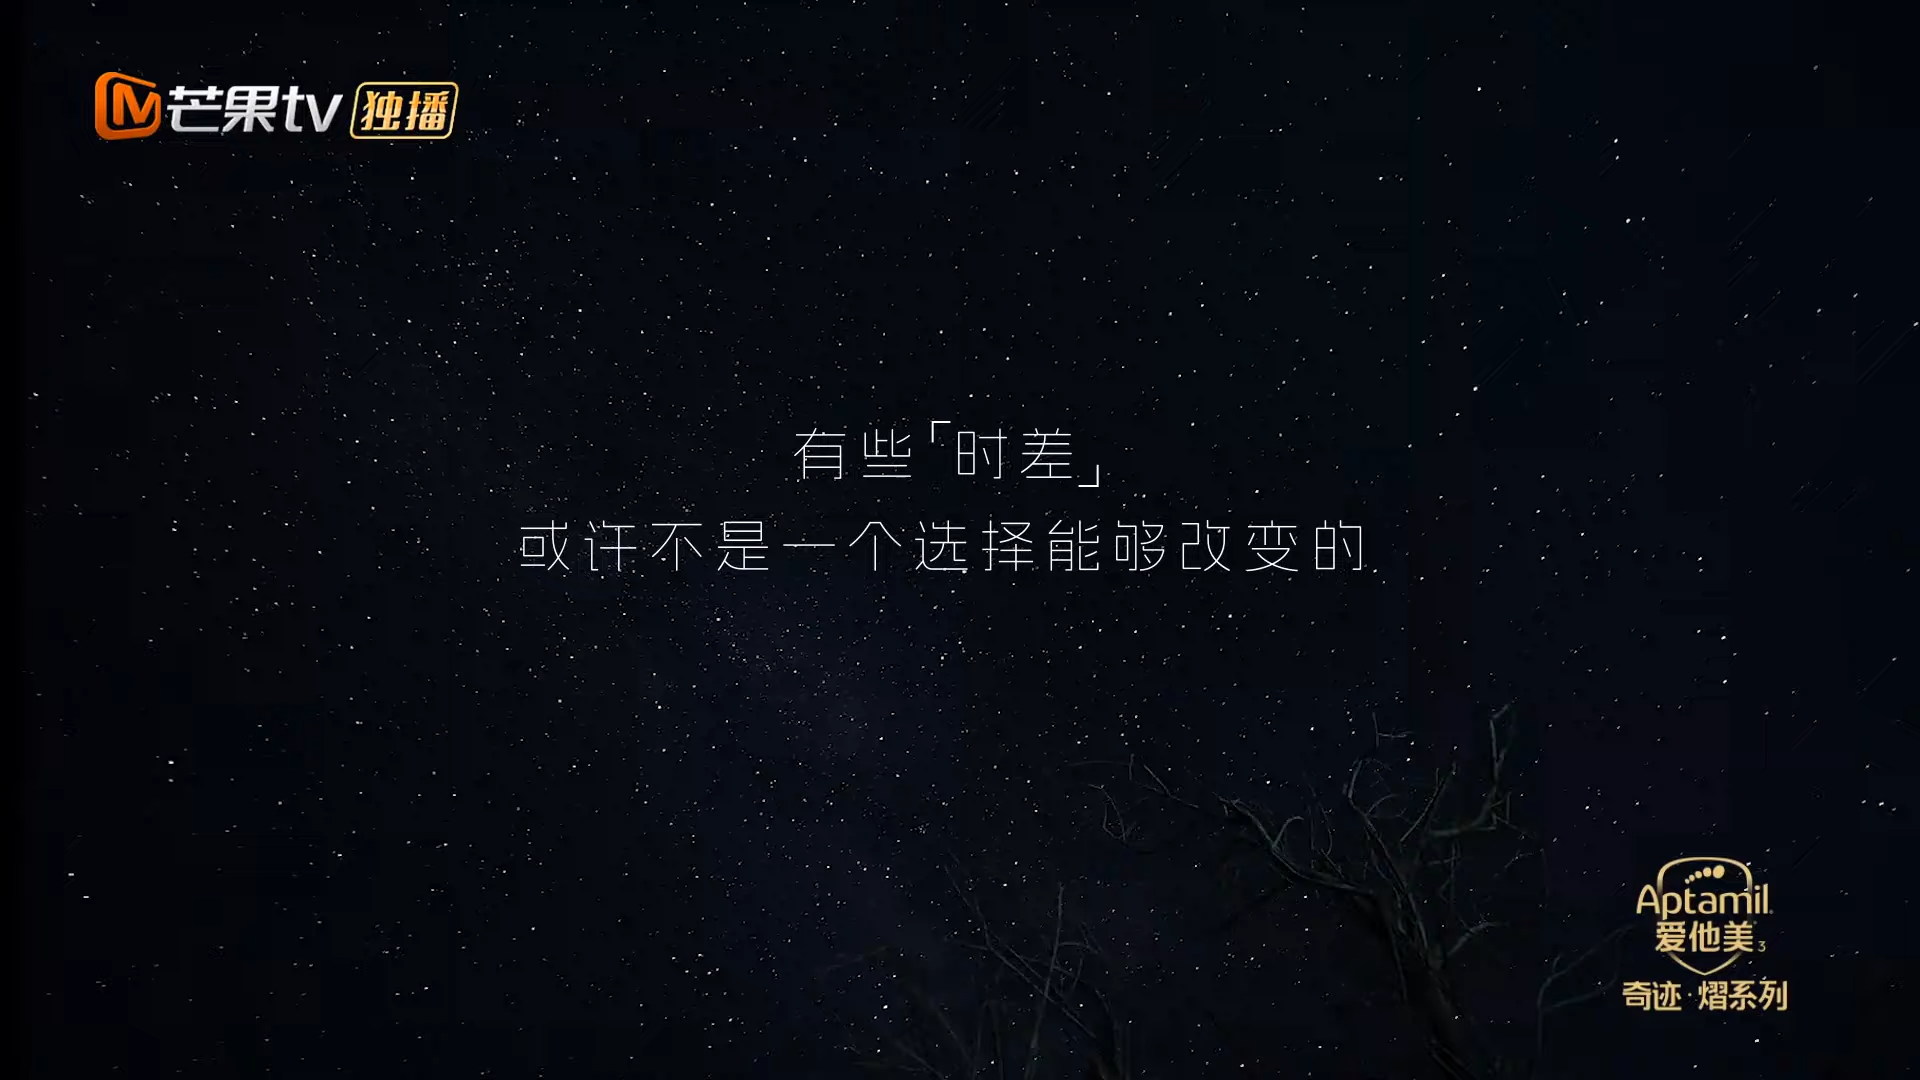 芒果tv 独播
有些「时差」
或许不是一个选择能够改变的
Aptamil
爱他美3
奇迹·熠系列